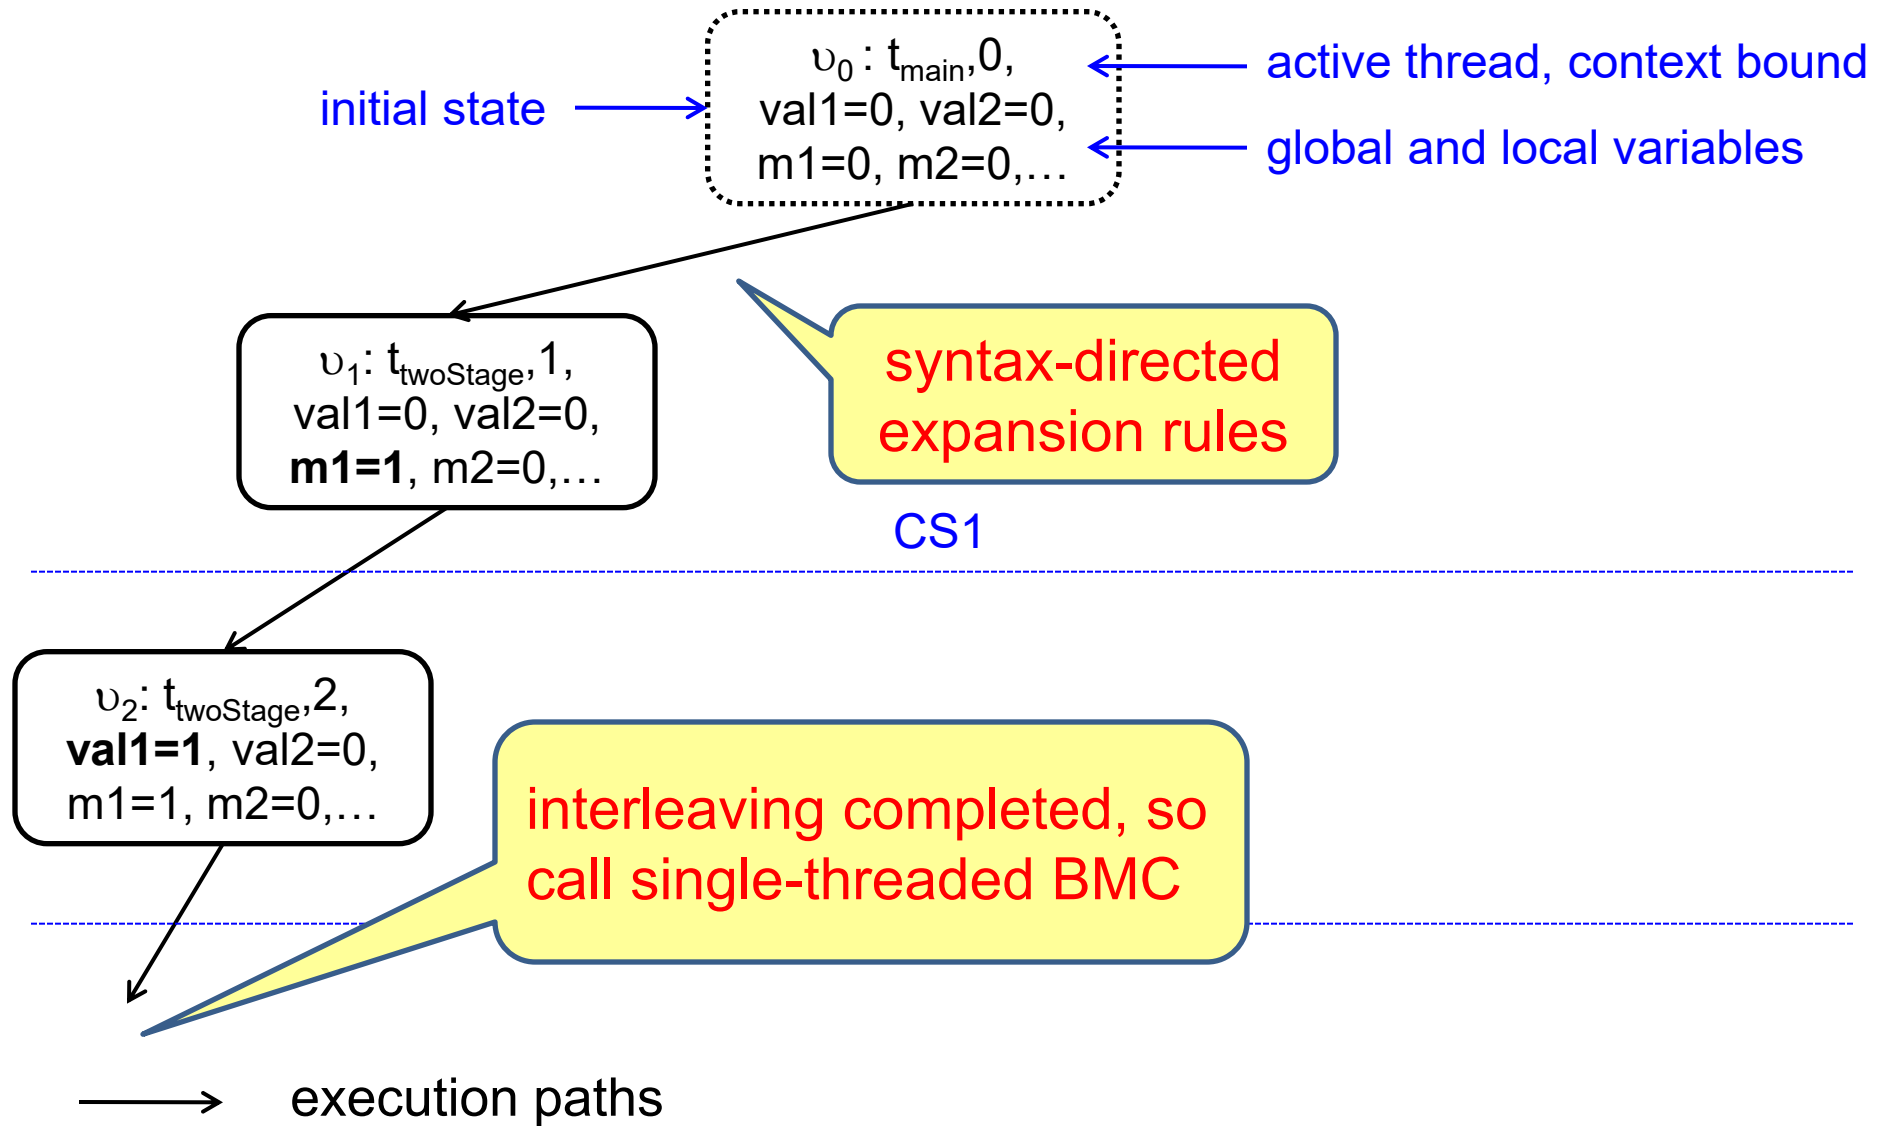 υ0 : tmain,0,
val1=0, val2=0,
m1=0, m2=0,…
initial state
active thread, context bound
global and local variables
υ1: ttwoStage,1,
val1=0, val2=0,
m1=1, m2=0,…
syntax-directed
expansion rules
CS1
υ2: ttwoStage,2,
val1=1, val2=0,
m1=1, m2=0,…
interleaving completed, so
call single-threaded BMC
execution paths